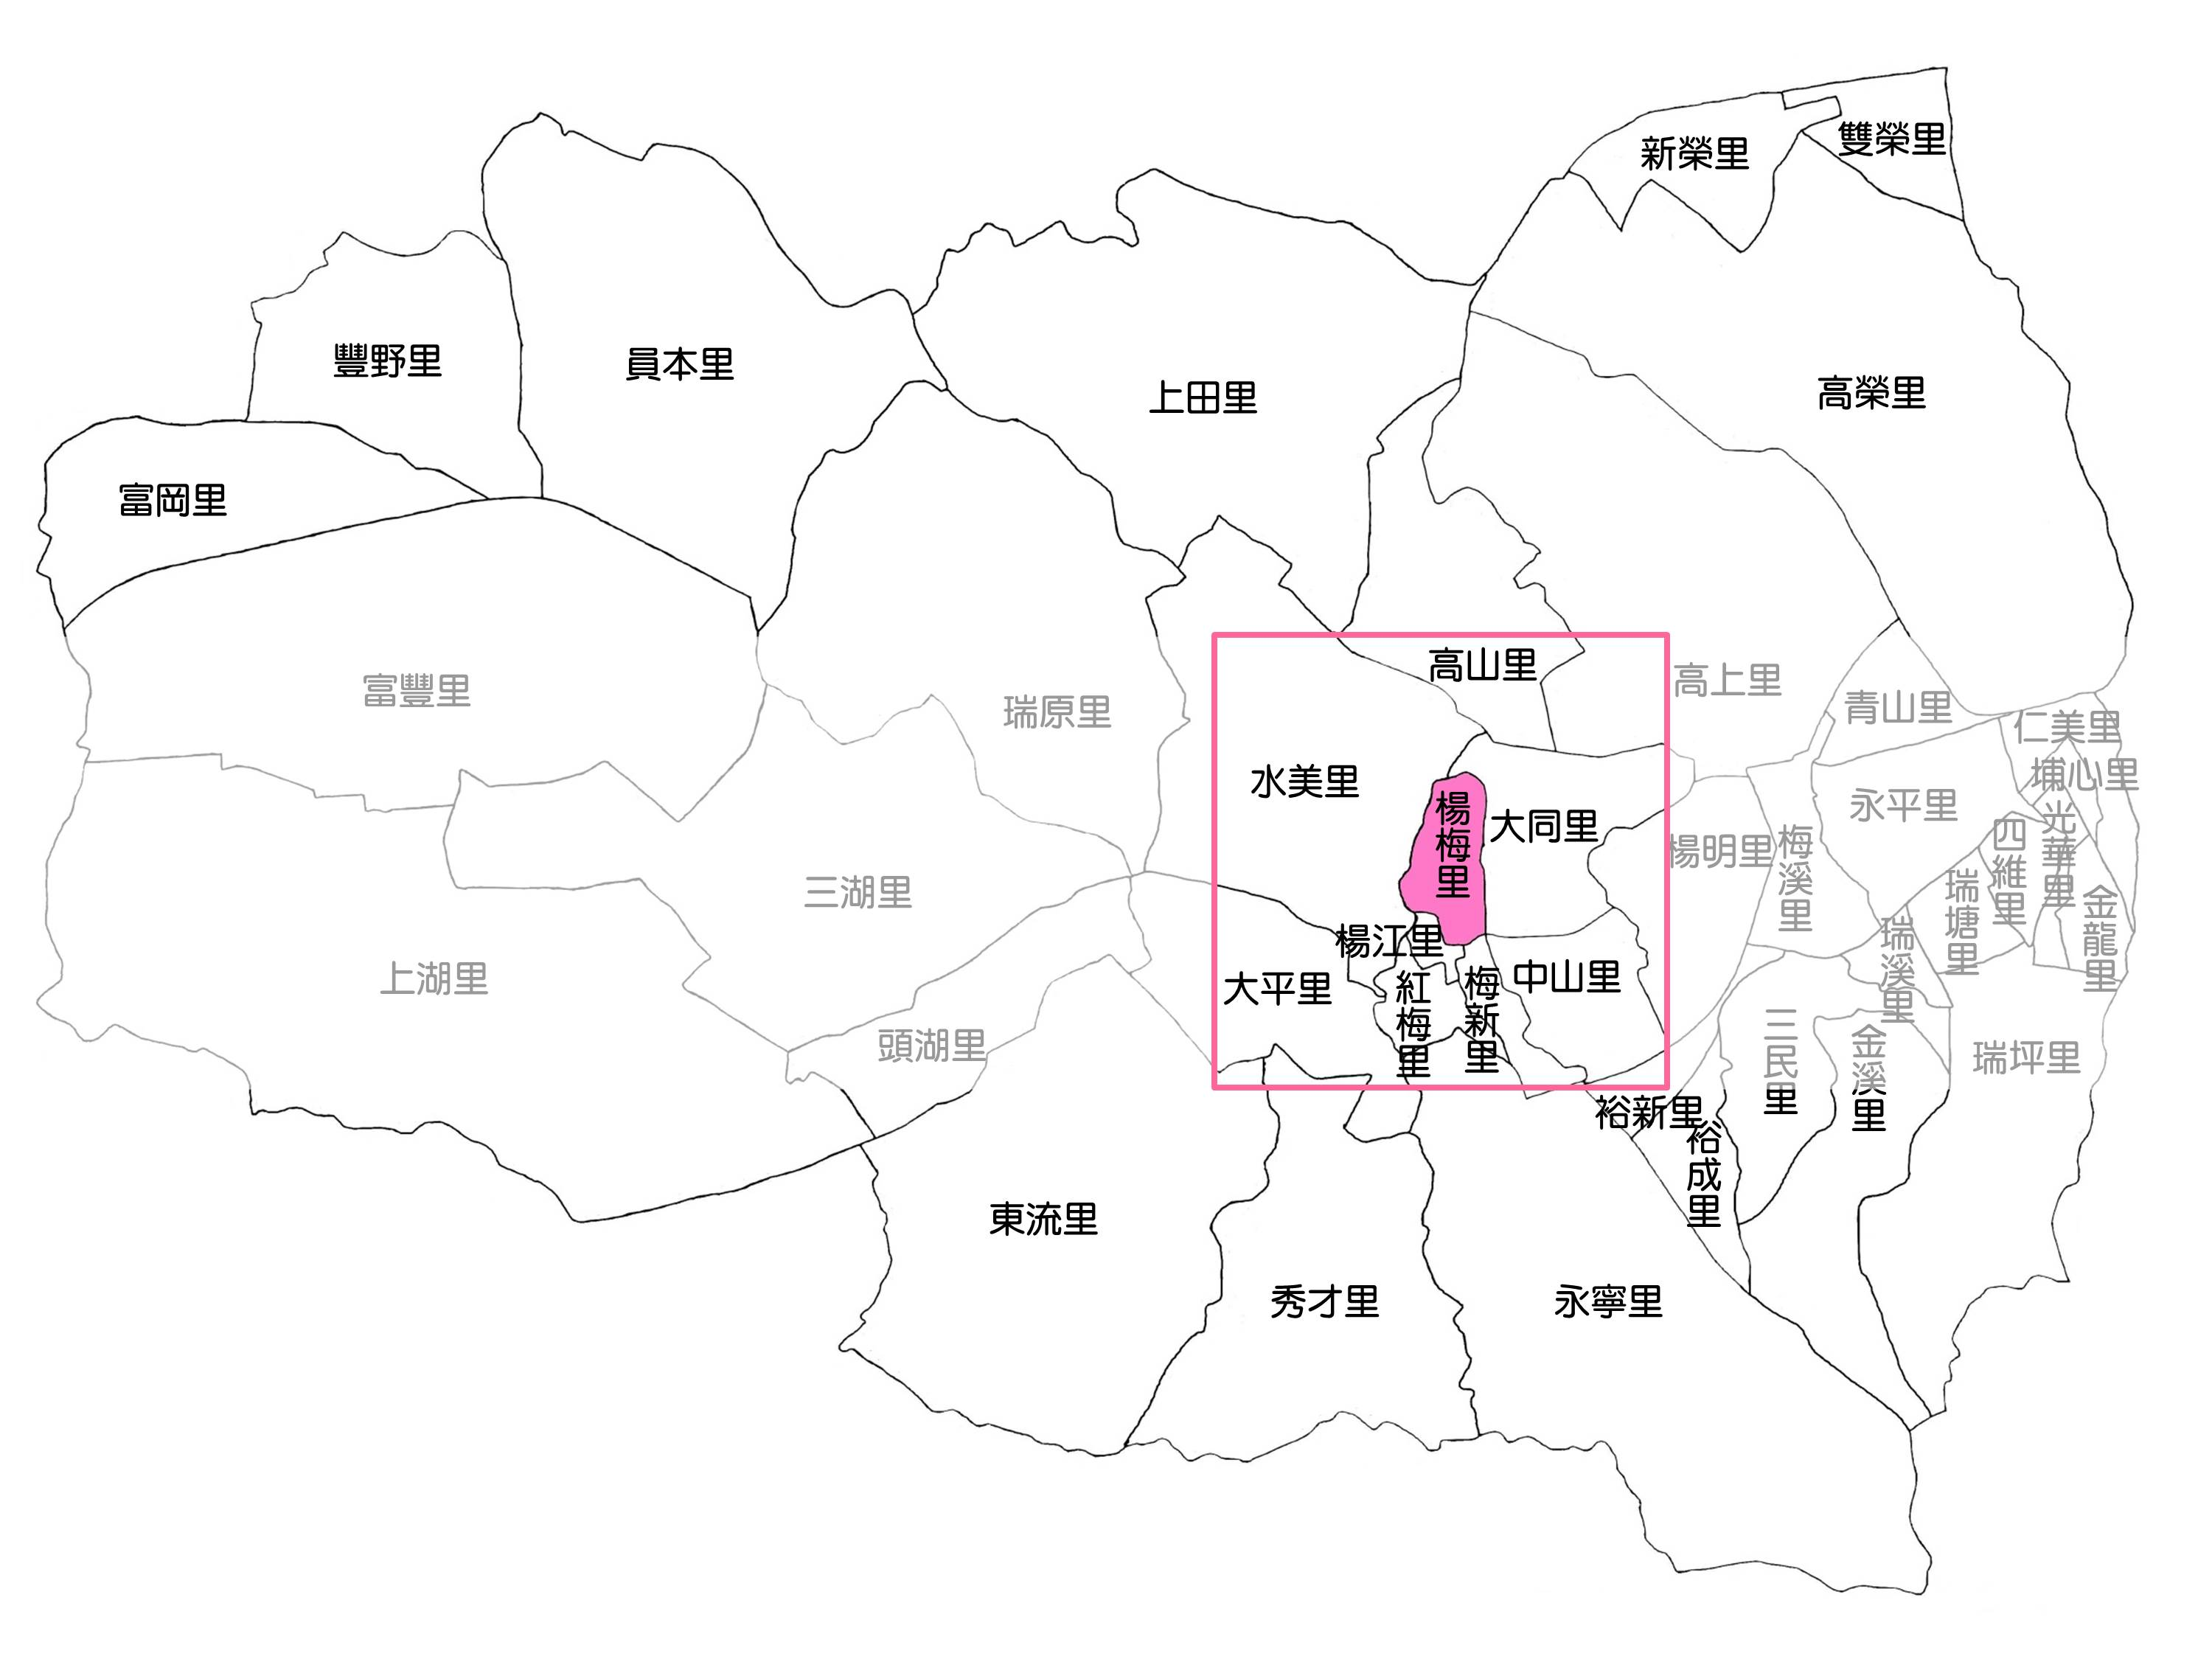 雙榮里
新榮里
豐野里
員本里
高榮里
上田里
富岡里
高山里
高上里
富豐里
青山里
瑞原里
仁美里
埔心里
水美里
永平里
楊梅里
大同里
楊明里
梅溪里
四維里
光華里
三湖里
瑞塘里
金龍里
楊江里
瑞溪里
上湖里
大平里
紅梅里
梅新里
中山里
頭湖里
三民里
金溪里
瑞坪里
裕新里
裕成里
東流里
秀才里
永寧里